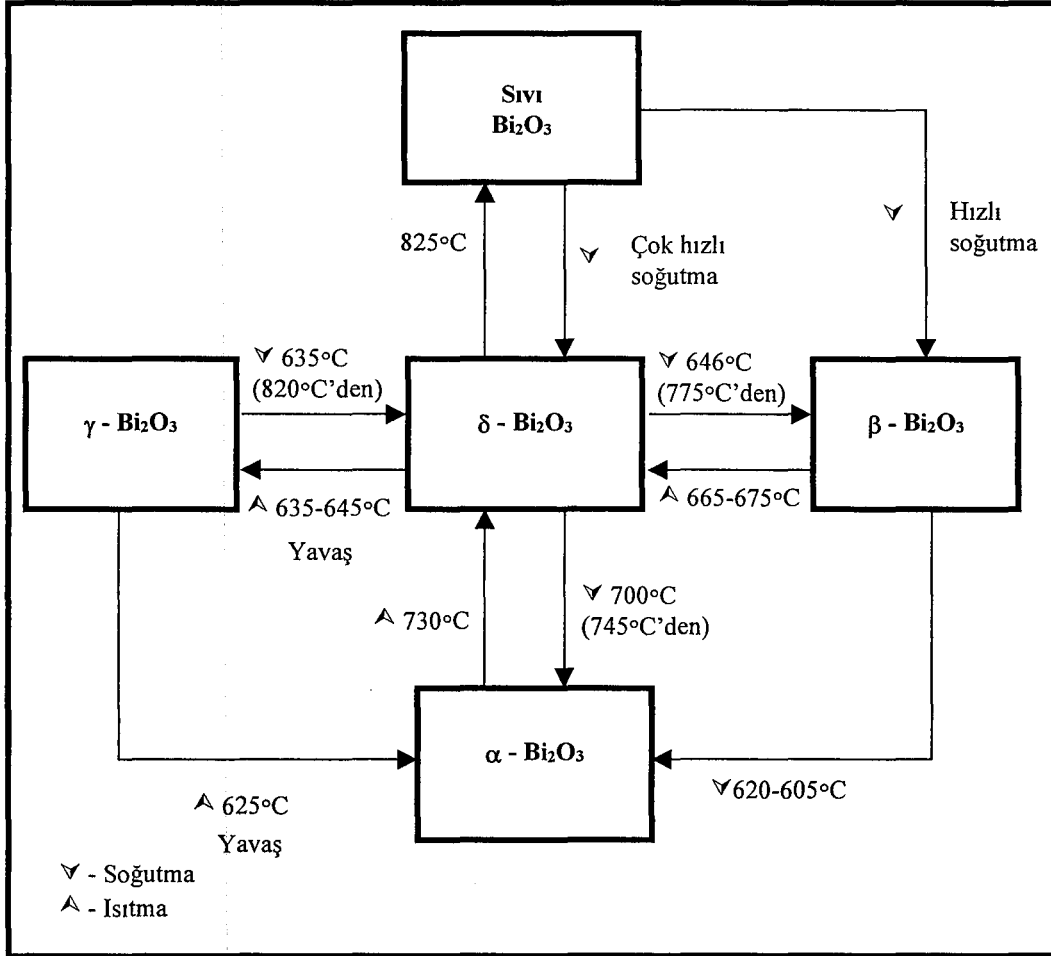 Sıvı
Bi₂O₃
825°C
⋎ Çok hızlı
soğutma
⋎ Hızlı
soğutma
⋎ 635°C
(820°C’den)
⋎ 646°C
(775°C’den)
γ - Bi₂O₃
δ - Bi₂O₃
β - Bi₂O₃
⋏ 635-645°C
Yavaş
⋏ 665-675°C
⋏ 730°C
⋎ 700°C
(745°C’den)
α - Bi₂O₃
⋏ 625°C
Yavaş
⋎620-605°C
⋎ - Soğutma
⋏ - Isıtma